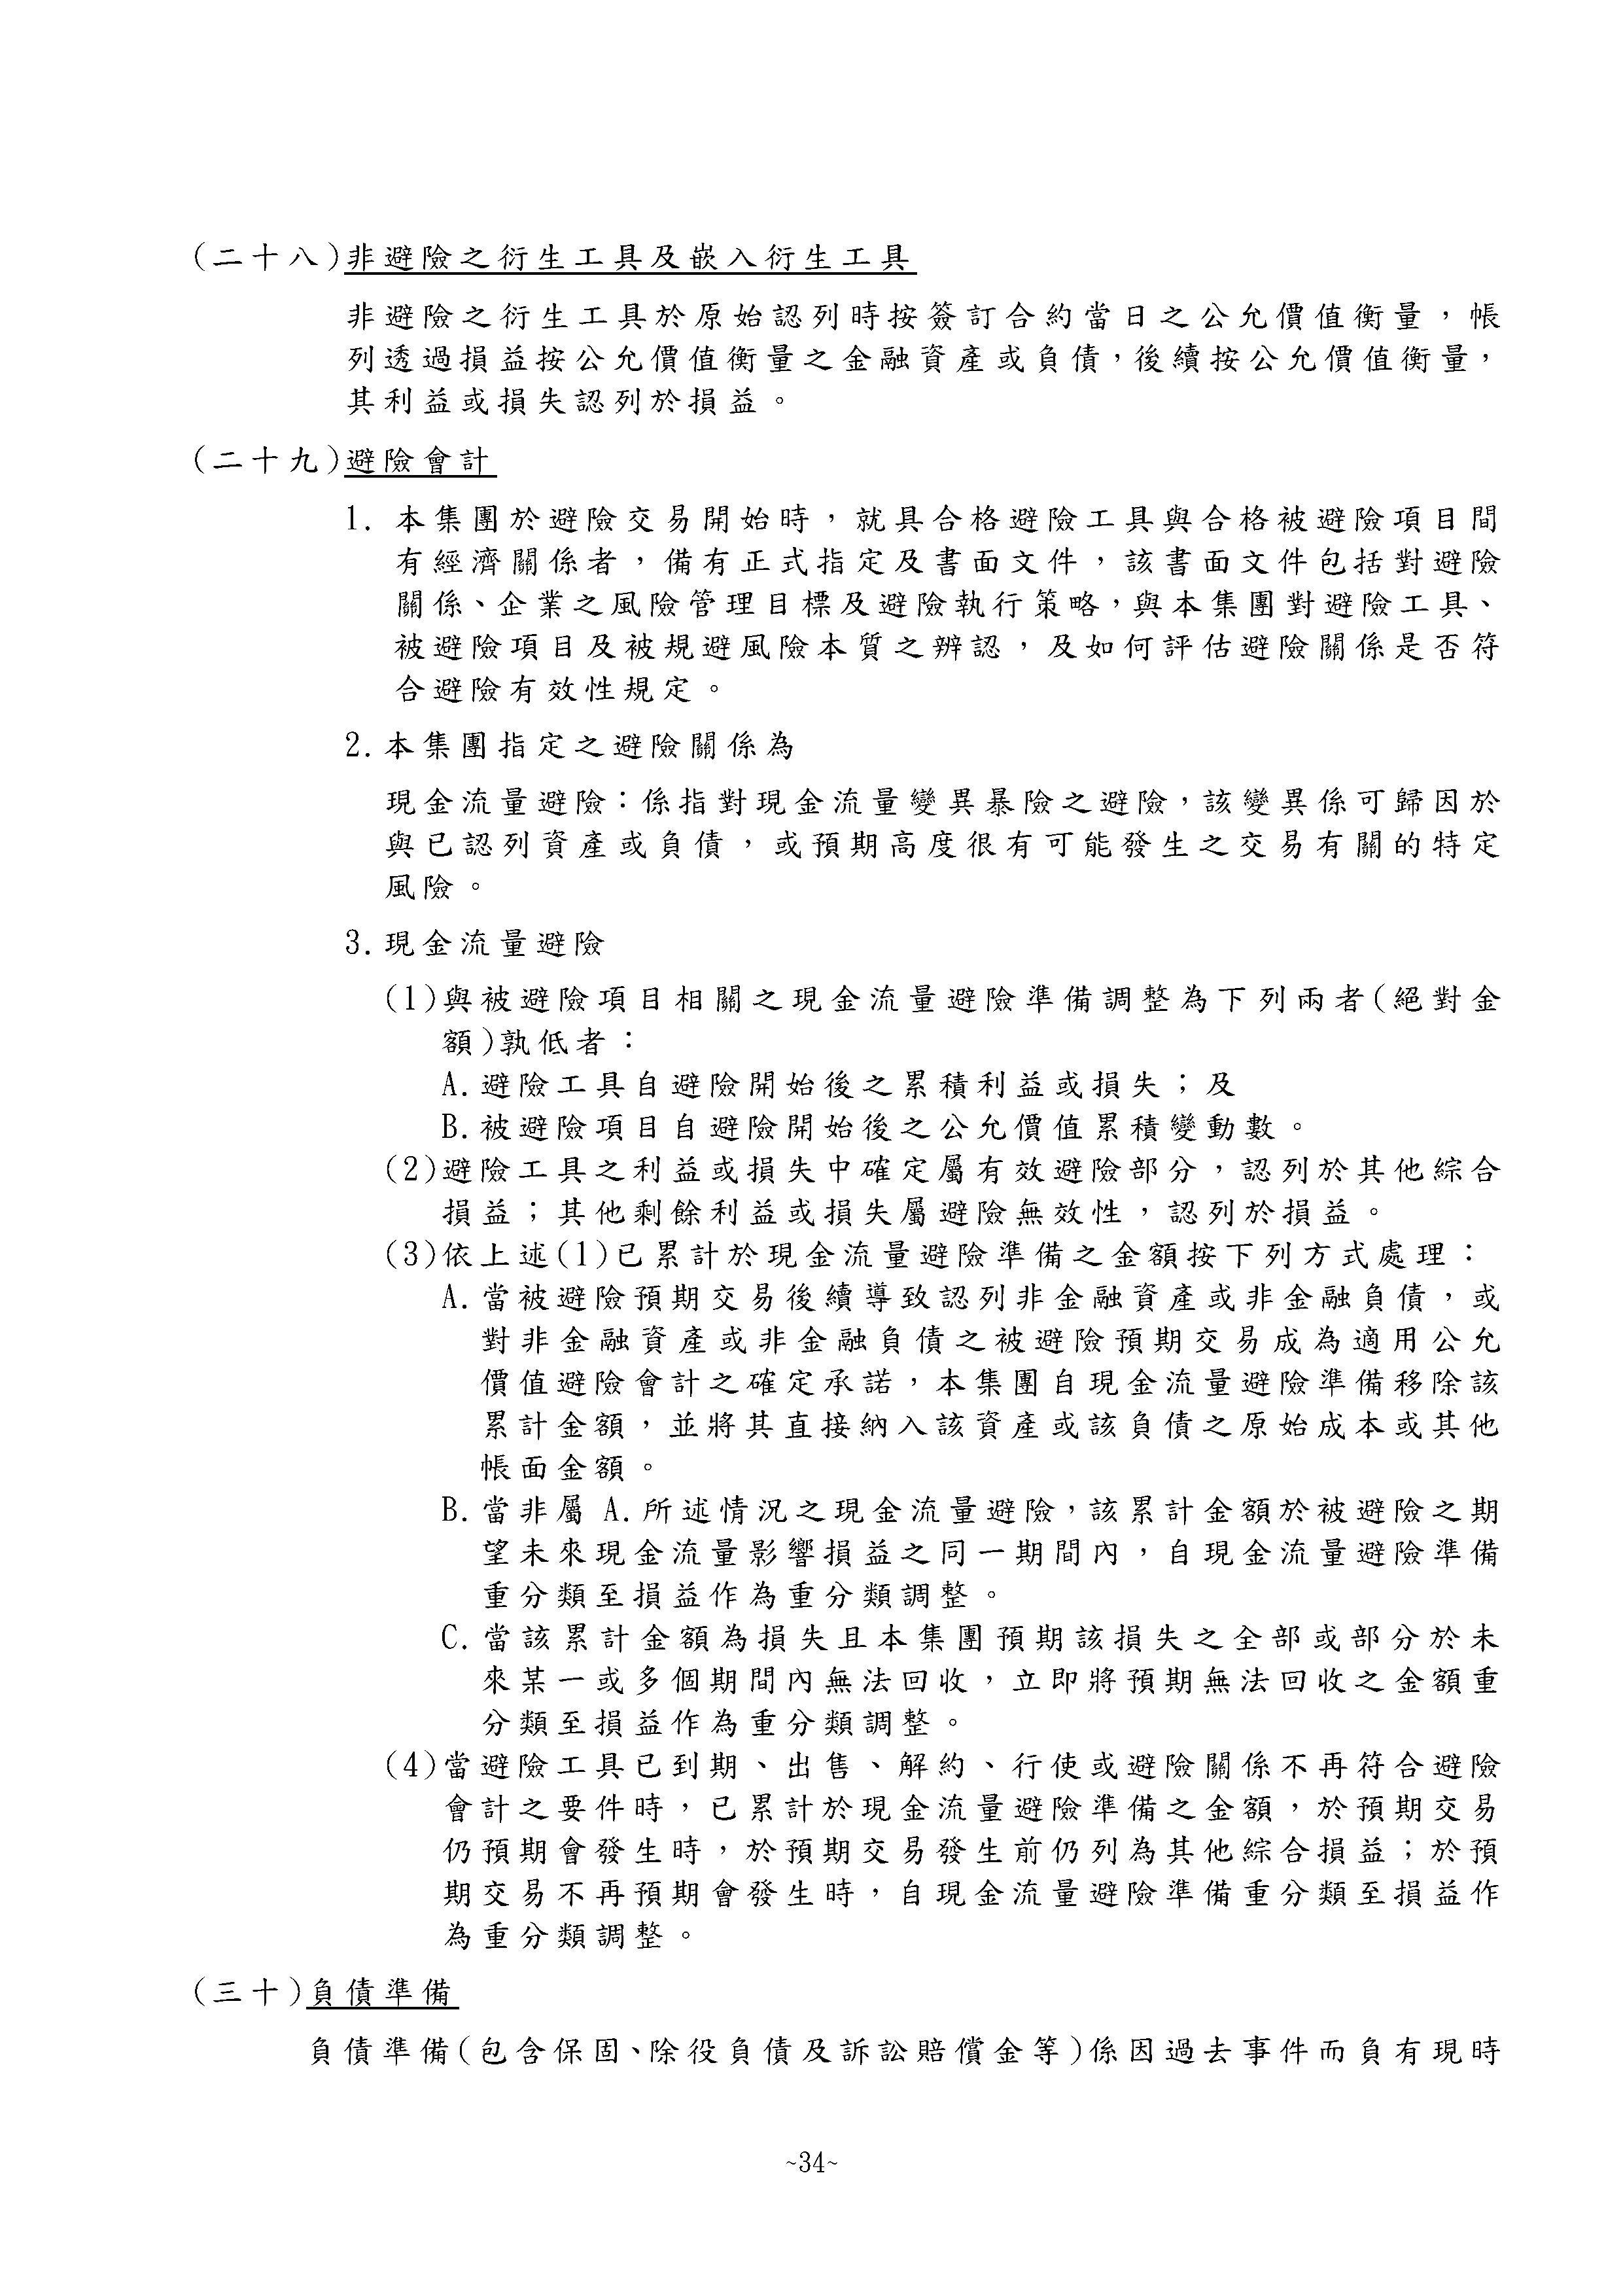 (二十八)非避險之衍生工具及嵌入衍生工具
非避險之衍生工具於原始認列時按簽訂合約當日之公允價值衡量，帳
列透過損益按公允價值衡量之金融資產或負債，後續按公允價值衡量，
其利益或損失認列於損益。
(二十九)避險會計
1. 本集團於避險交易開始時，就具合格避險工具與合格被避險項目間
有經濟關係者，備有正式指定及書面文件，該書面文件包括對避險
關係、企業之風險管理目標及避險執行策略，與本集團對避險工具、
被避險項目及被規避風險本質之辨認，及如何評估避險關係是否符
合避險有效性規定。
2.本集團指定之避險關係為
現金流量避險：係指對現金流量變異暴險之避險，該變異係可歸因於
與已認列資產或負債，或預期高度很有可能發生之交易有關的特定
風險。
3.現金流量避險
(1)與被避險項目相關之現金流量避險準備調整為下列兩者(絕對金
額)孰低者：
A.避險工具自避險開始後之累積利益或損失；及
B.被避險項目自避險開始後之公允價值累積變動數。
(2)避險工具之利益或損失中確定屬有效避險部分，認列於其他綜合
損益；其他剩餘利益或損失屬避險無效性，認列於損益。
(3)依上述(1)已累計於現金流量避險準備之金額按下列方式處理：
A.當被避險預期交易後續導致認列非金融資產或非金融負債，或
對非金融資產或非金融負債之被避險預期交易成為適用公允
價值避險會計之確定承諾，本集團自現金流量避險準備移除該
累計金額，並將其直接納入該資產或該負債之原始成本或其他
帳面金額。
B.當非屬 A.所述情況之現金流量避險，該累計金額於被避險之期
望未來現金流量影響損益之同一期間內，自現金流量避險準備
重分類至損益作為重分類調整。
C.當該累計金額為損失且本集團預期該損失之全部或部分於未
來某一或多個期間內無法回收，立即將預期無法回收之金額重
分類至損益作為重分類調整。
(4)當避險工具已到期、出售、解約、行使或避險關係不再符合避險
會計之要件時，已累計於現金流量避險準備之金額，於預期交易
仍預期會發生時，於預期交易發生前仍列為其他綜合損益；於預
期交易不再預期會發生時，自現金流量避險準備重分類至損益作
為重分類調整。
(三十)負債準備
負債準備(包含保固、除役負債及訴訟賠償金等)係因過去事件而負有現時
~34~